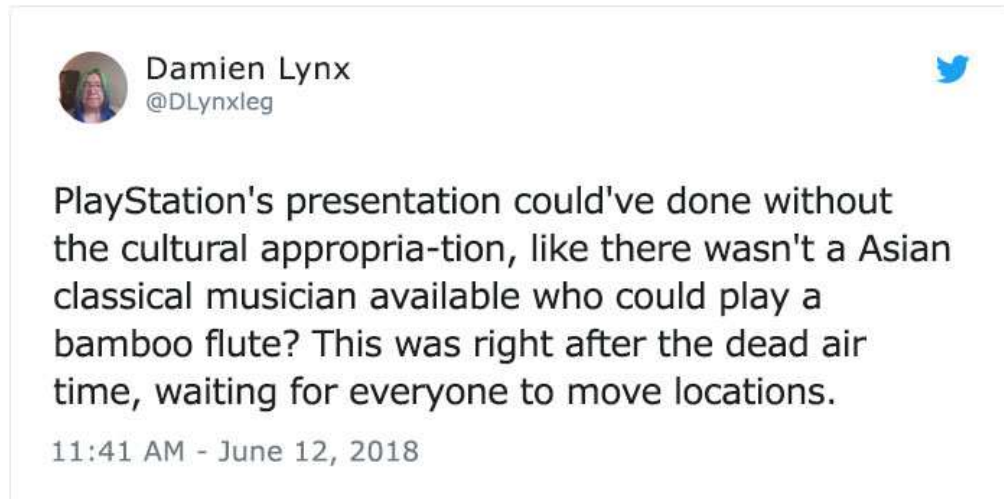 Damien Lynx
@DLynxleg
PlayStation's presentation could've done without
the cultural appropria-tion, like there wasn't a Asian
classical musician available who could play a
bamboo flute? This was right after the dead air
time, waiting for everyone to move locations.
11:41 AM - June 12, 2018